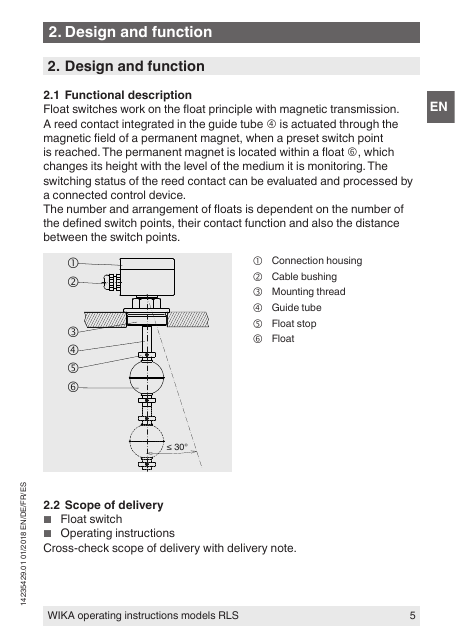 2. Design and function
2. Design and function
EN
2.1 Functional description
Float switches work on the float principle with magnetic transmission.
A reed contact integrated in the guide tube ④ is actuated through the
magnetic field of a permanent magnet, when a preset switch point
is reached. The permanent magnet is located within a float ⑥, which
changes its height with the level of the medium it is monitoring. The
switching status of the reed contact can be evaluated and processed by
a connected control device.
The number and arrangement of floats is dependent on the number of
the defined switch points, their contact function and also the distance
between the switch points.
①
②
③
④
⑤
⑥
≤ 30°
① Connection housing
② Cable bushing
③ Mounting thread
④ Guide tube
⑤ Float stop
⑥ Float
2.2 Scope of delivery
■ Float switch
■ Operating instructions
Cross-check scope of delivery with delivery note.
14235429.01 01/2018 EN/DE/FR/ES
WIKA operating instructions models RLS 5